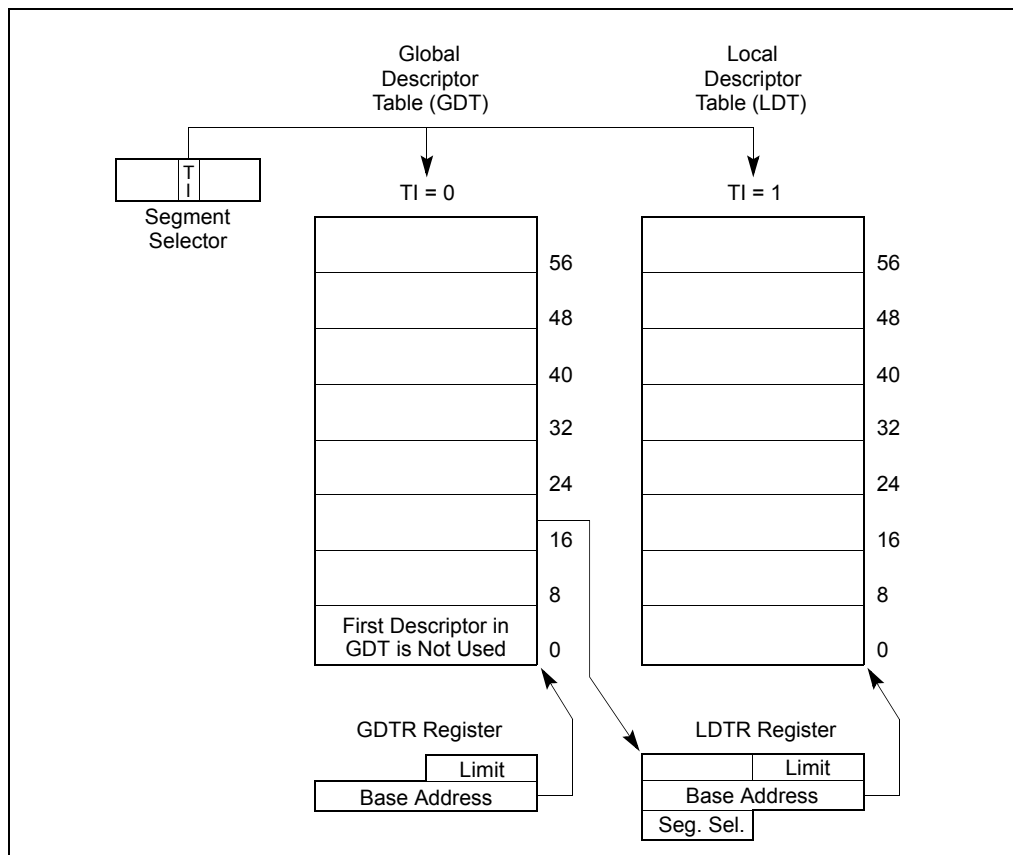 Global
Descriptor
Table (GDT)
Local
Descriptor
Table (LDT)
T
I
Segment
Selector
TI = 0
TI = 1
56
48
40
32
24
16
8
0
First Descriptor in
GDT is Not Used
56
48
40
32
24
16
8
0
GDTR Register
Limit
Base Address
LDTR Register
Limit
Base Address
Seg. Sel.